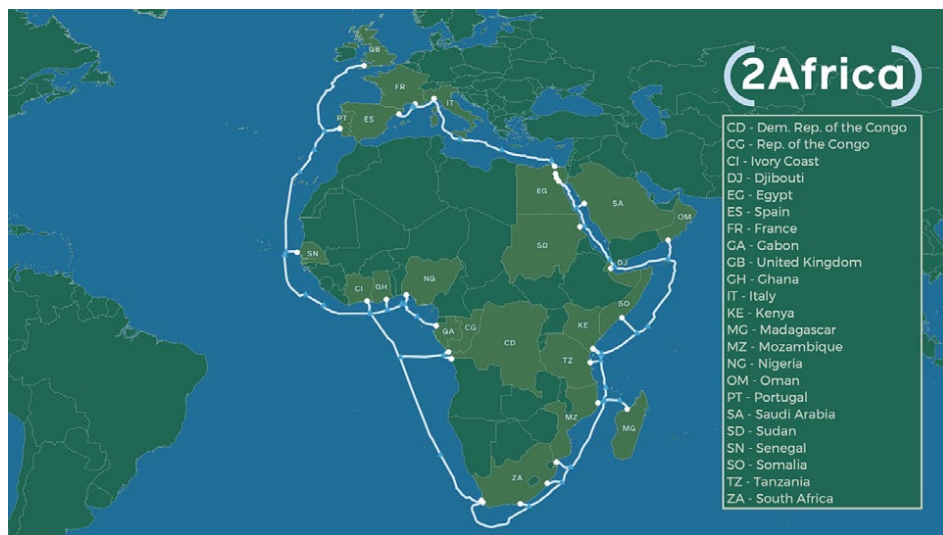 (2Africa)
GB
FR
IT
PT
ES
EG
SA
OM
SN
SD
DJ
CI
GH
NG
SO
GA
CG
KE
CD
TZ
MZ
MG
ZA
CD - Dem. Rep. of the Congo
CG - Rep. of the Congo
CI - Ivory Coast
DJ - Djibouti
EG - Egypt
ES - Spain
FR - France
GA - Gabon
GB - United Kingdom
GH - Ghana
IT - Italy
KE - Kenya
MG - Madagascar
MZ - Mozambique
NG - Nigeria
OM - Oman
PT - Portugal
SA - Saudi Arabia
SD - Sudan
SN - Senegal
SO - Somalia
TZ - Tanzania
ZA - South Africa